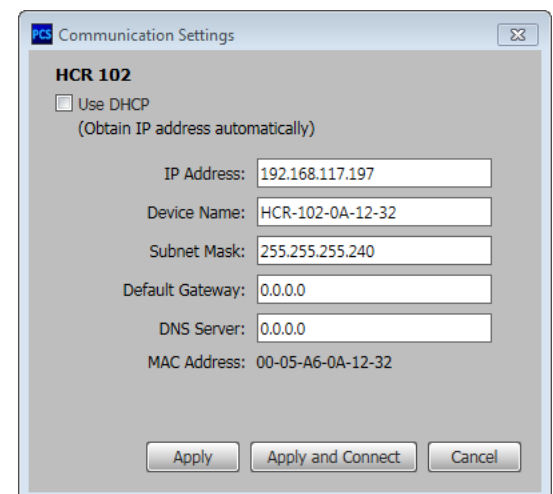 PCS Communication Settings
HCR 102
Use DHCP
(Obtain IP address automatically)
IP Address: 192.168.117.197
Device Name: HCR-102-0A-12-32
Subnet Mask: 255.255.255.240
Default Gateway: 0.0.0.0
DNS Server: 0.0.0.0
MAC Address: 00-05-A6-0A-12-32
Apply Apply and Connect Cancel